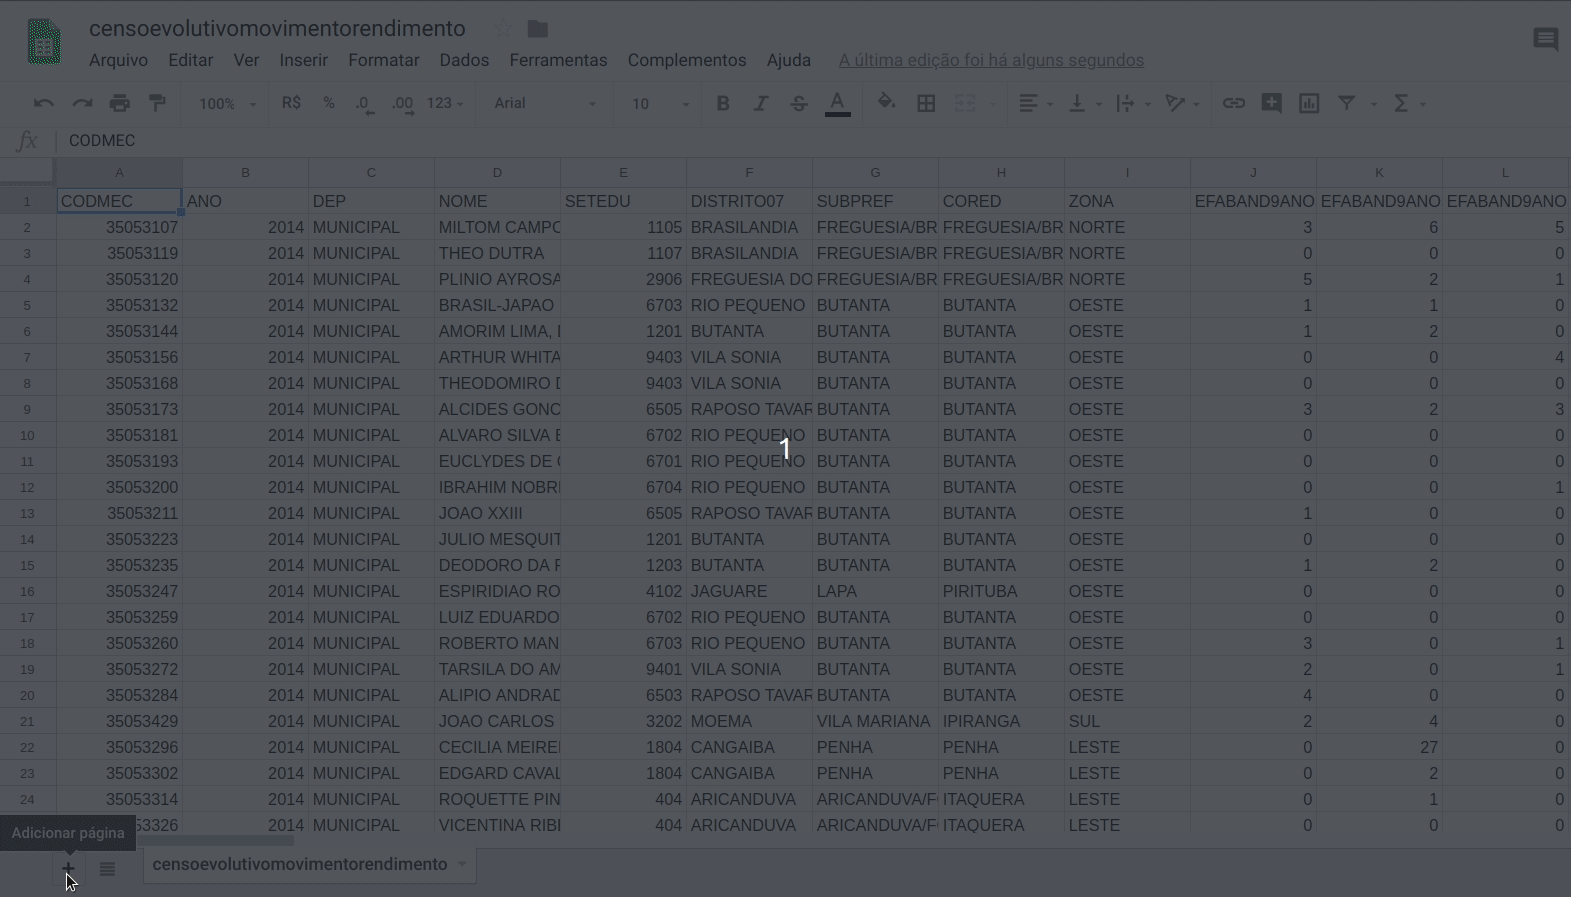 censoevolutivomovimentorendimento
Arquivo Editar Ver Inserir Formatar Dados Ferramentas Complementos Ajuda A última edição foi há alguns segundos
100% R$ % .0 .00 123 Arial 10 B I S A Σ
fx CODMEC
A B C D E F G H I J K L
1 CODMEC ANO DEP NOME SETEDU DISTRITO07 SUBPREF CORED ZONA EFABAND9ANO EFABAND9ANO EFABAND9ANO
2 35053107 2014 MUNICIPAL MILTOM CAMPO 1105 BRASILANDIA FREGUESIA/BR FREGUESIA/BR NORTE 3 6 5
3 35053119 2014 MUNICIPAL THEO DUTRA 1107 BRASILANDIA FREGUESIA/BR FREGUESIA/BR NORTE 0 0 0
4 35053120 2014 MUNICIPAL PLINIO AYROSA 2906 FREGUESIA DO FREGUESIA/BR FREGUESIA/BR NORTE 5 2 1
5 35053132 2014 MUNICIPAL BRASIL-JAPAO 6703 RIO PEQUENO BUTANTA BUTANTA OESTE 1 1 0
6 35053144 2014 MUNICIPAL AMORIM LIMA, 1201 BUTANTA BUTANTA BUTANTA OESTE 1 2 0
7 35053156 2014 MUNICIPAL ARTHUR WHITA 9403 VILA SONIA BUTANTA BUTANTA OESTE 0 0 4
8 35053168 2014 MUNICIPAL THEODOMIRO 9403 VILA SONIA BUTANTA BUTANTA OESTE 0 0 0
9 35053173 2014 MUNICIPAL ALCIDES GONC 6505 RAPOSO TAVAR BUTANTA BUTANTA OESTE 3 2 3
10 35053181 2014 MUNICIPAL ALVARO SILVA 6702 RIO PEQUENO BUTANTA BUTANTA OESTE 0 0 0
1
11 35053193 2014 MUNICIPAL EUCLYDES DE 6701 RIO PEQUENO BUTANTA BUTANTA OESTE 0 0 0
12 35053200 2014 MUNICIPAL IBRAHIM NOBR 6704 RIO PEQUENO BUTANTA BUTANTA OESTE 0 0 1
13 35053211 2014 MUNICIPAL JOAO XXIII 6505 RAPOSO TAVAR BUTANTA BUTANTA OESTE 1 0 0
14 35053223 2014 MUNICIPAL JULIO MESQUIT 1201 BUTANTA BUTANTA BUTANTA OESTE 0 0 0
15 35053235 2014 MUNICIPAL DEODORO DA 1203 BUTANTA BUTANTA BUTANTA OESTE 1 2 0
16 35053247 2014 MUNICIPAL ESPIRIDIAO RO 4102 JAGUARE LAPA PIRITUBA OESTE 0 0 0
17 35053259 2014 MUNICIPAL LUIZ EDUARDO 6702 RIO PEQUENO BUTANTA BUTANTA OESTE 0 0 0
18 35053260 2014 MUNICIPAL ROBERTO MAN 6703 RIO PEQUENO BUTANTA BUTANTA OESTE 3 0 1
19 35053272 2014 MUNICIPAL TARSILA DO AM 9401 VILA SONIA BUTANTA BUTANTA OESTE 2 0 1
20 35053284 2014 MUNICIPAL ALIPIO ANDRAD 6503 RAPOSO TAVAR BUTANTA BUTANTA OESTE 4 0 0
21 35053429 2014 MUNICIPAL JOAO CARLOS 3202 MOEMA VILA MARIANA IPIRANGA SUL 2 4 0
22 35053296 2014 MUNICIPAL CECILIA MEIRE 1804 CANGAIBA PENHA PENHA LESTE 0 27 0
23 35053302 2014 MUNICIPAL EDGARD CAVAL 1804 CANGAIBA PENHA PENHA LESTE 0 2 0
24 35053314 2014 MUNICIPAL ROQUETTE PIN 404 ARICANDUVA ARICANDUVA/F ITAQUERA LESTE 0 1 0
3326 2014 MUNICIPAL VICENTINA RIB 404 ARICANDUVA ARICANDUVA/F ITAQUERA LESTE 0 0 0
Adicionar página
censoevolutivomovimentorendimento